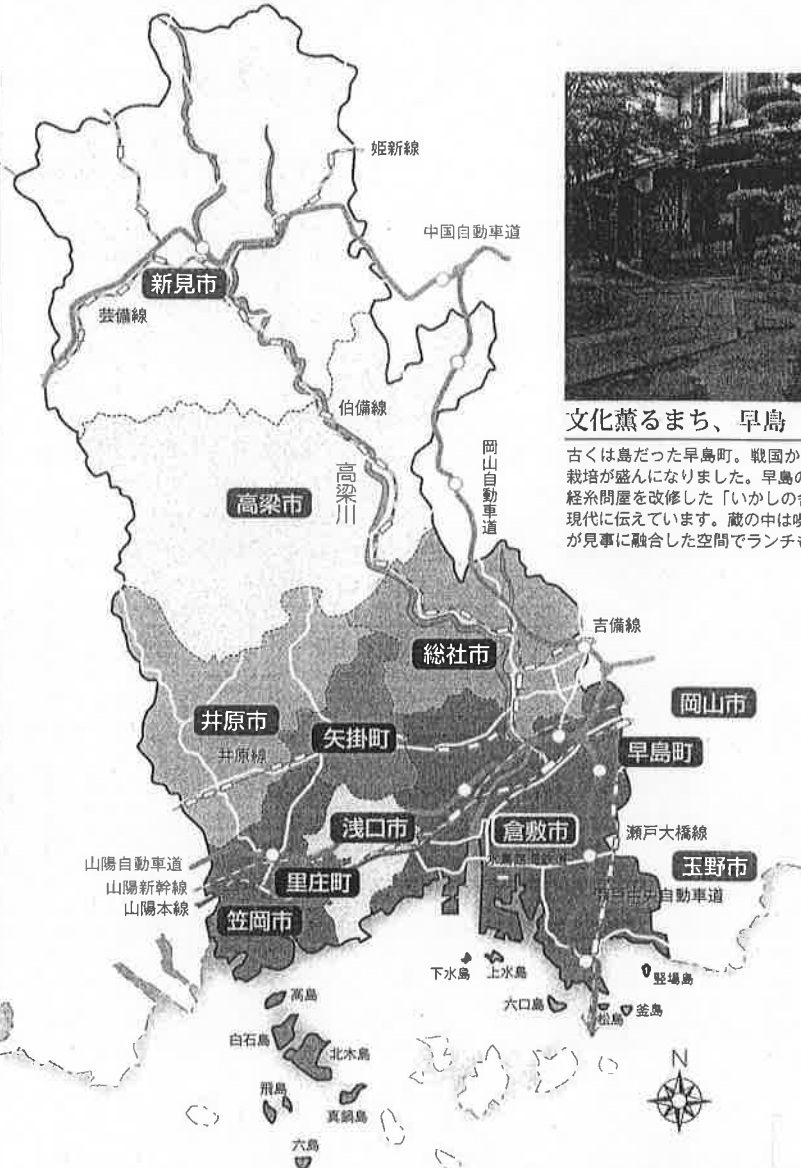 姫新線
中国自動車道
新見市
芸備線
伯備線
岡山自動車道
高梁川
高梁市
文化薫るまち、早島
古くは島だった早島町。戦国か
栽培が盛んになりました。早島の
経糸問屋を改修した「いかしの
現代に伝えています。蔵の中は
が見事に融合した空間でランチ
吉備線
総社市
岡山市
井原市
矢掛町
井原線
早島町
浅口市
倉敷市
瀬戸大橋線
山陽自動車道
玉野市
山陽新幹線
里庄町
瀬戸中央自動車道
山陽本線
笠岡市
下水島
上水島
竪場島
高島
六口島
松島
釜島
白石島
北木島
N
飛島
真鍋島
六島